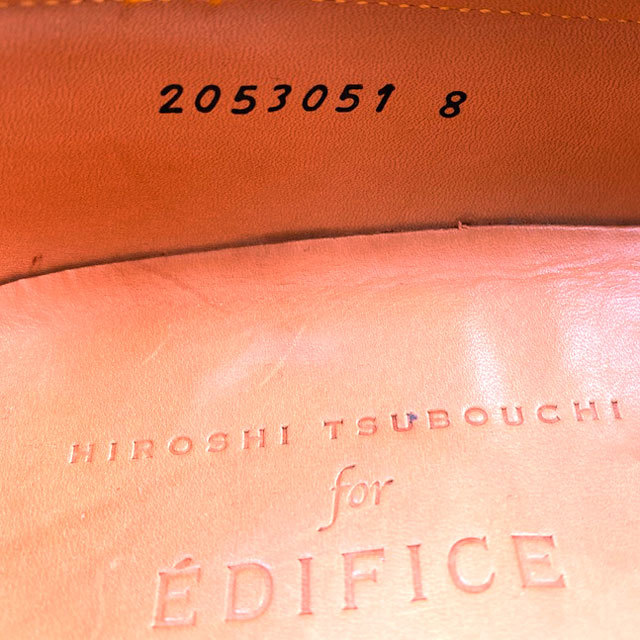 2053051 8
HIROSHI TSUBOUCHI
for
ÉDIFICE